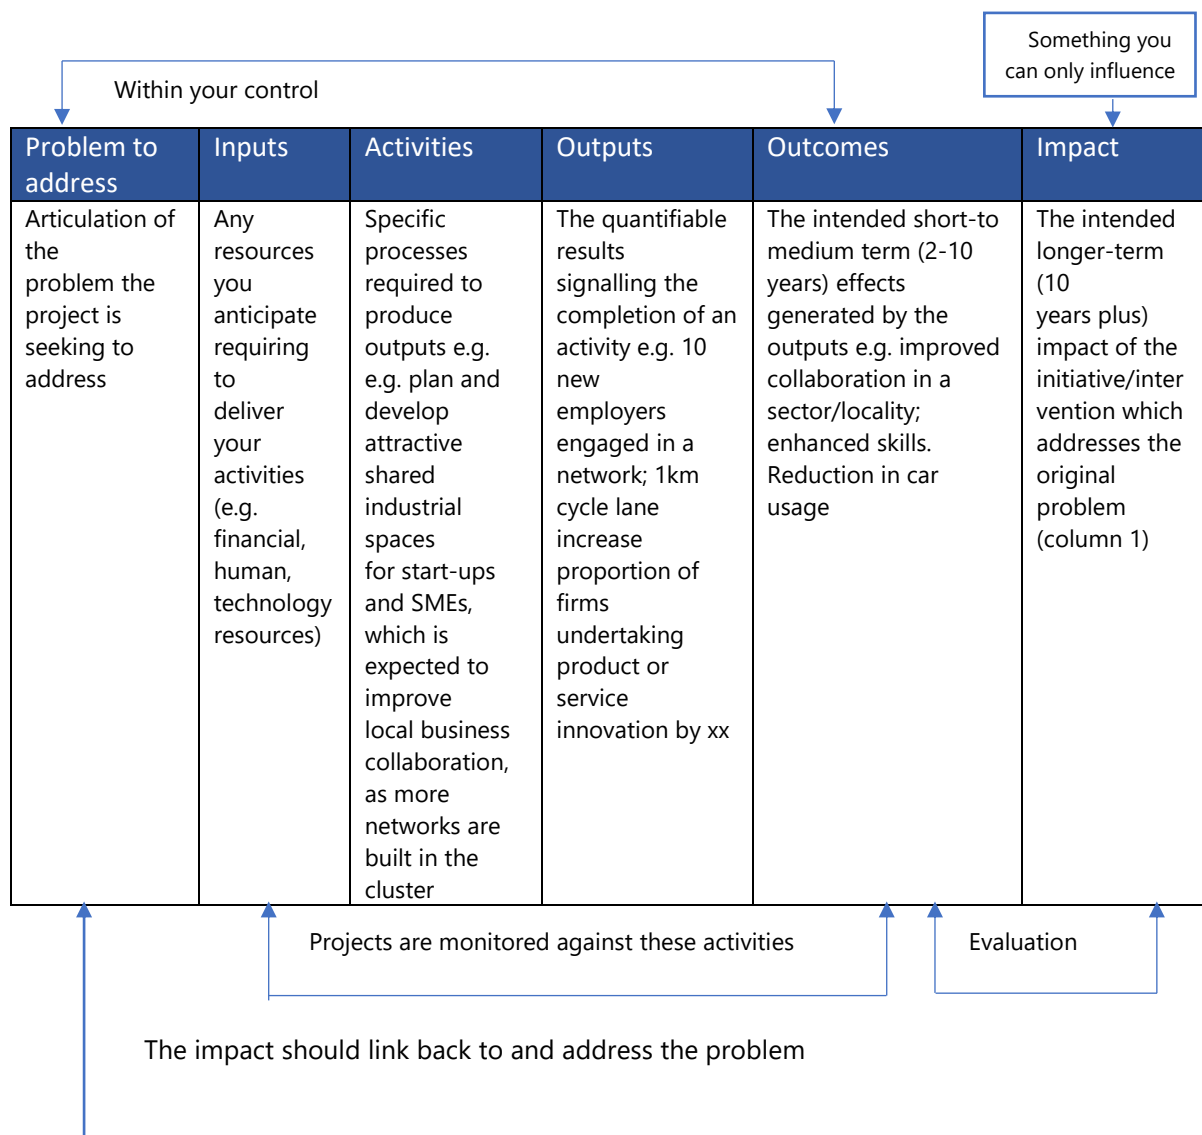 Something you
can only influence
Within your control
Problem to
address
Inputs
Activities
Outputs
Outcomes
Impact
Articulation of
the
problem the
project is
seeking to
address
Any
resources
you
anticipate
requiring
to
deliver
your
activities
(e.g.
financial,
human,
technology
resources)
Specific
processes
required to
produce
outputs e.g.
e.g. plan and
develop
attractive
shared
industrial
spaces
for start-ups
and SMEs,
which is
expected to
improve
local business
collaboration,
as more
networks are
built in the
cluster
The quantifiable
results
signalling the
completion of an
activity e.g. 10
new
employers
engaged in a
network; 1km
cycle lane
increase
proportion of
firms
undertaking
product or
service
innovation by xx
The intended short-to
medium term (2-10
years) effects
generated by the
outputs e.g. improved
collaboration in a
sector/locality;
enhanced skills.
Reduction in car
usage
The intended
longer-term
(10
years plus)
impact of the
initiative/inter
vention which
addresses the
original
problem
(column 1)
Projects are monitored against these activities
Evaluation
The impact should link back to and address the problem